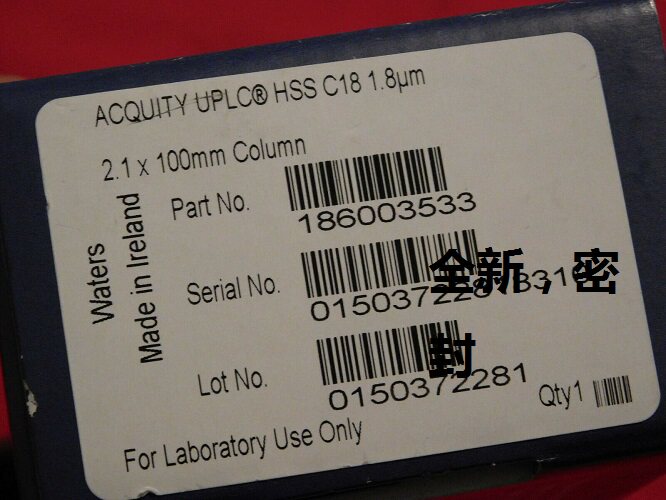 ACQUITY UPLC® HSS C18 1.8µm
2.1 x 100mm Column
Waters
Made in Ireland
Part No.
186003533
Serial No.
全新，密
封
Lot No.
0150372281
Qty1
For Laboratory Use Only